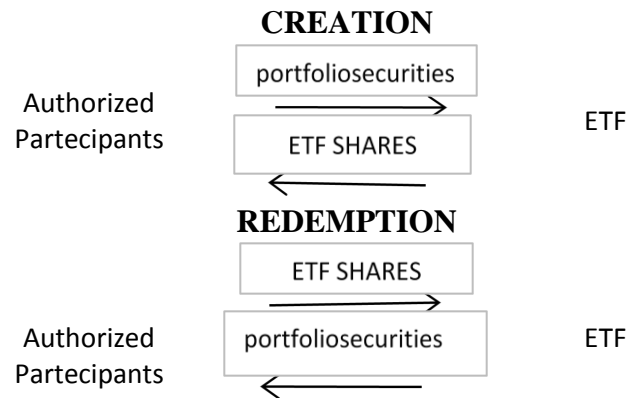 CREATION
portfoliosecurities
Authorized
Partecipants
ETF
ETF SHARES
REDEMPTION
ETF SHARES
Authorized
Partecipants
portfoliosecurities
ETF